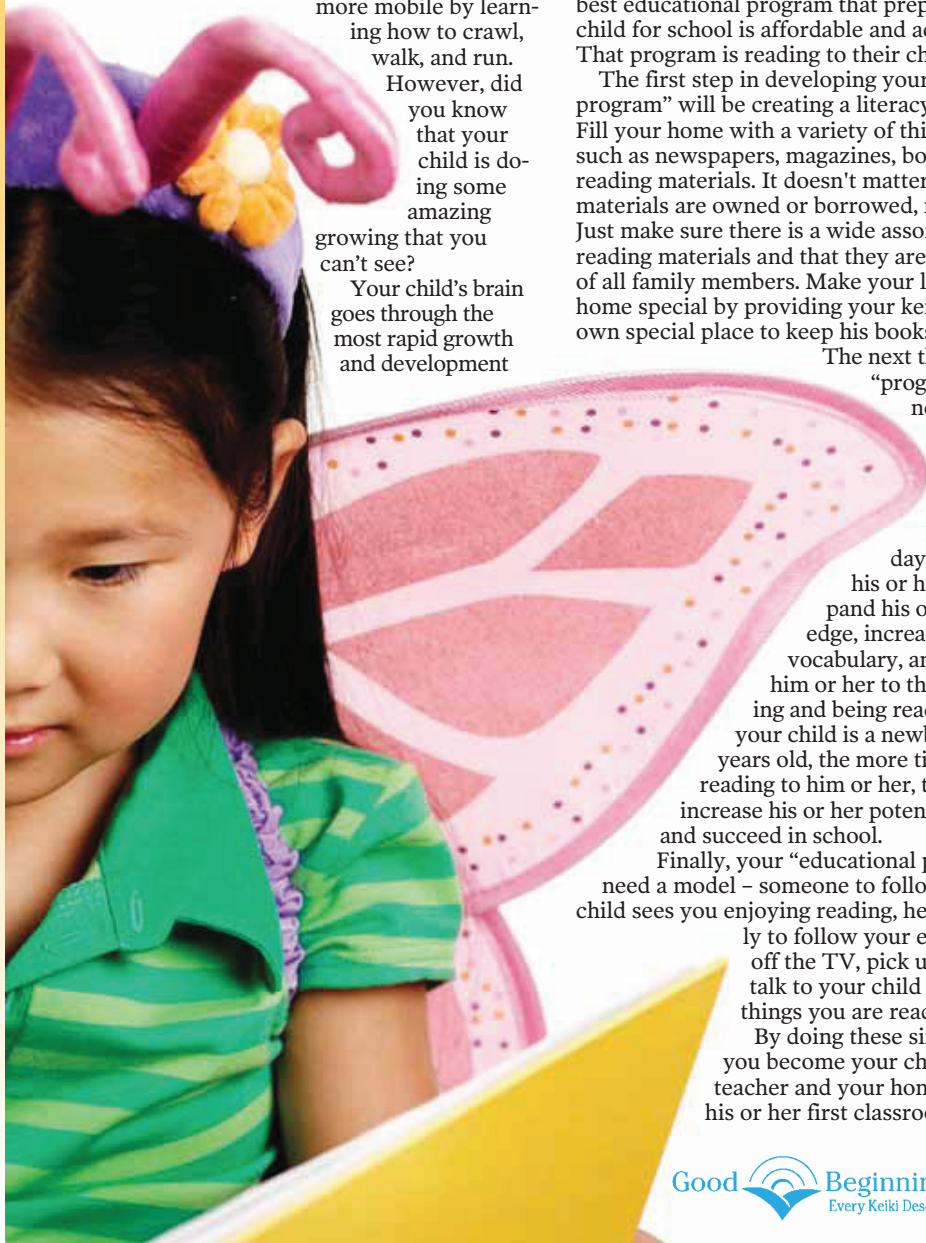 more mobile by learn-
ing how to crawl,
walk, and run.
However, did
you know
that your
child is do-
ing some
amazing
growing that you
can’t see?
Your child’s brain
goes through the
most rapid growth
and development
best educational program that prep
child for school is affordable and ac
That program is reading to their ch
The first step in developing your
program” will be creating a literacy
Fill your home with a variety of thi
such as newspapers, magazines, bo
reading materials. It doesn't matter
materials are owned or borrowed, n
Just make sure there is a wide assor
reading materials and that they are
of all family members. Make your l
home special by providing your kei
own special place to keep his books
The next th
“progr
ne
day
his or h
pand his o
edge, increa
vocabulary, an
him or her to th
ing and being read
your child is a newb
years old, the more ti
reading to him or her, t
increase his or her poten
and succeed in school.
Finally, your “educational p
need a model – someone to follo
child sees you enjoying reading, he
ly to follow your e
off the TV, pick u
talk to your child
things you are read
By doing these si
you become your ch
teacher and your hom
his or her first classroo
Good Beginnin
Every Keiki Des